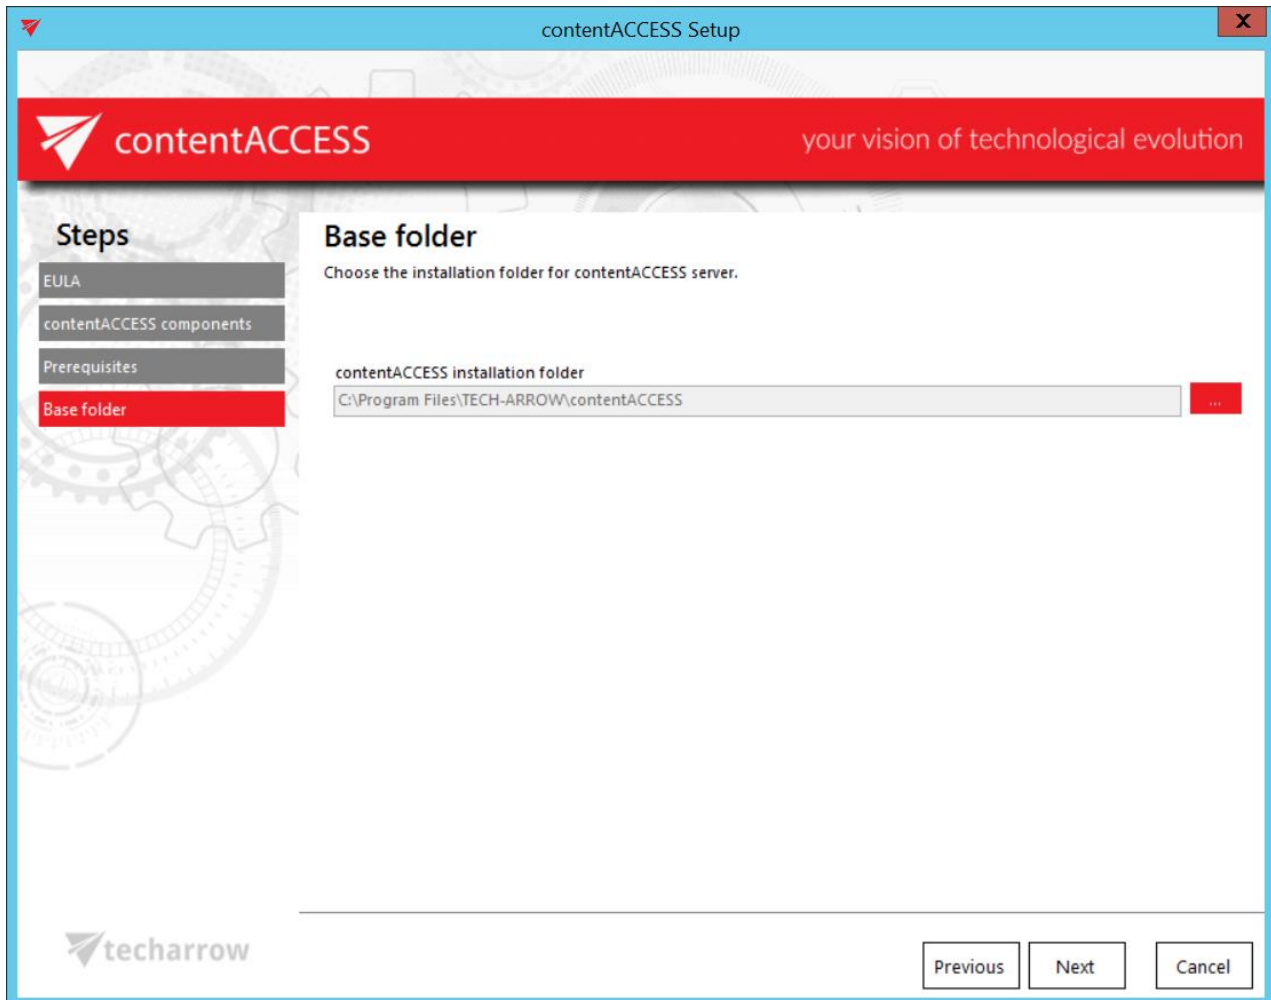 contentACCESS Setup
X
contentACCESS
your vision of technological evolution
Steps
EULA
contentACCESS components
Prerequisites
Base folder
Base folder
Choose the installation folder for contentACCESS server.
contentACCESS installation folder
C:\Program Files\TECH-ARROW\contentACCESS
...
techarrow
Previous
Next
Cancel